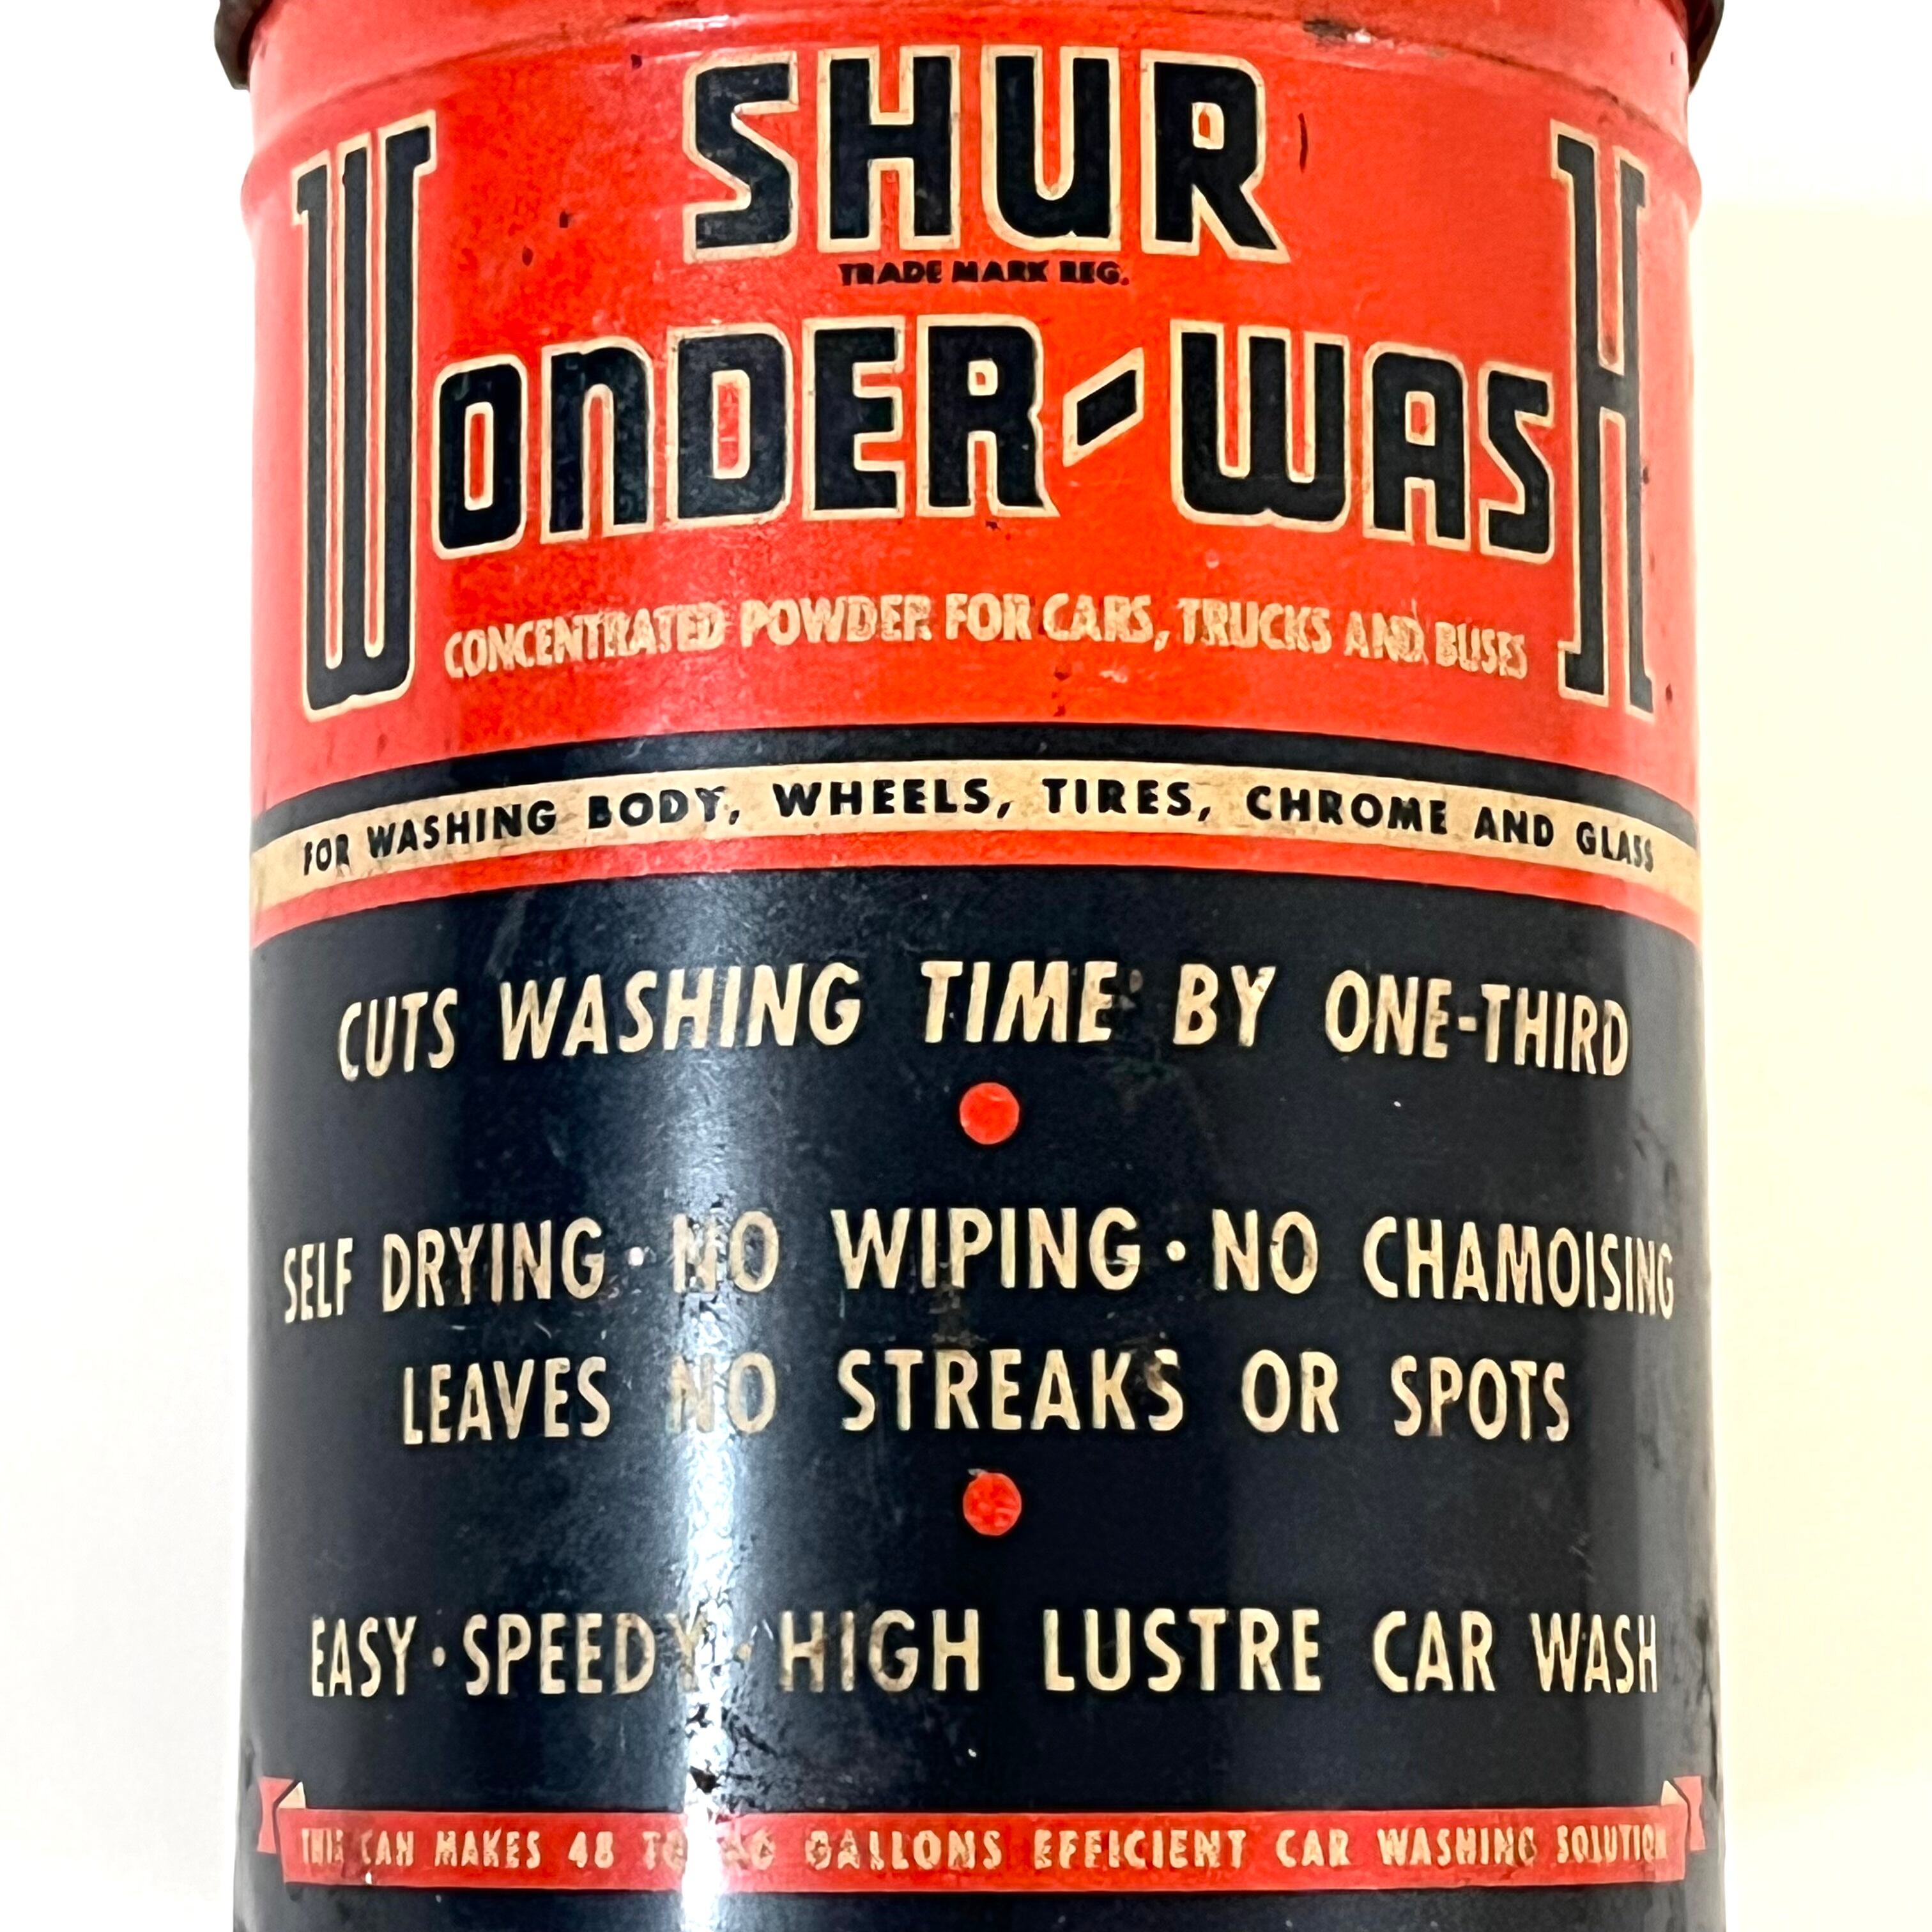 SHUR
TRADE MARK REG.
WONDER-WASH
CONCENTRATED POWDER FOR CARS, TRUCKS AND BUSES
FOR WASHING BODY, WHEELS, TIRES, CHROME AND GLASS
CUTS WASHING TIME BY ONE-THIRD
SELF DRYING · NO WIPING · NO CHAMOISING
LEAVES NO STREAKS OR SPOTS
EASY · SPEEDY · HIGH LUSTRE CAR WASH
THIS CAN MAKES 48 TO GALLONS EFFICIENT CAR WASHING SOLUTION